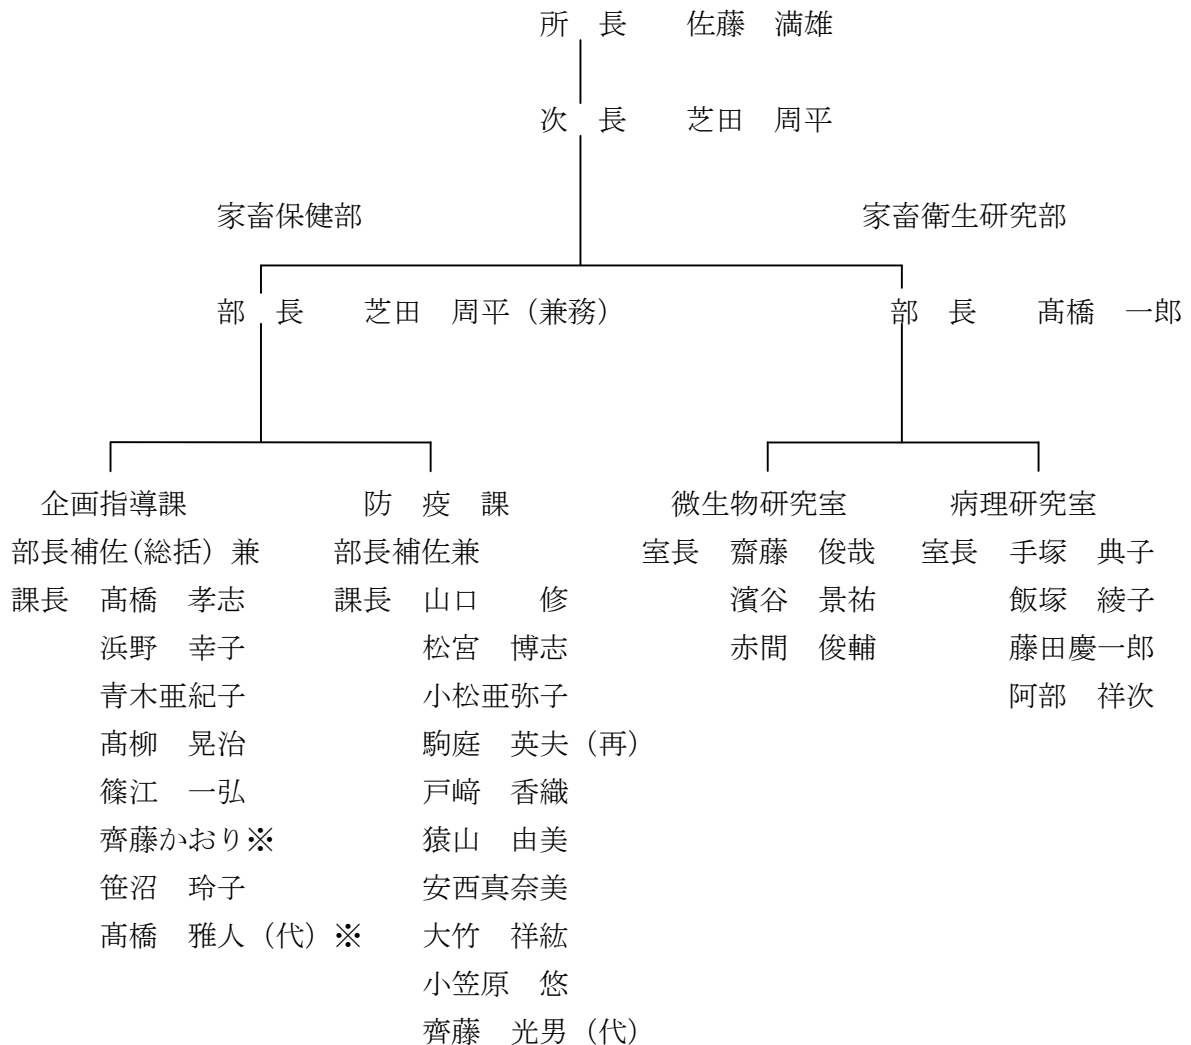 所　長　　佐藤　満雄
次　長　　芝田　周平
家畜保健部
家畜衛生研究部
部　長　　芝田　周平（兼務）
部　長　　髙橋　一郎
企画指導課
部長補佐(総括）兼
課長　髙橋　孝志
浜野　幸子
青木亜紀子
髙柳　晃治
篠江　一弘
齊藤かおり※
笹沼　玲子
髙橋　雅人（代）※
防　疫　課
部長補佐兼
課長　山口　　修
松宮　博志
小松亜弥子
駒庭　英夫（再）
戸﨑　香織
猿山　由美
安西真奈美
大竹　祥紘
小笠原　悠
齊藤　光男（代）
微生物研究室
室長　齋藤　俊哉
濱谷　景祐
赤間　俊輔
病理研究室
室長　手塚　典子
飯塚　綾子
藤田慶一郎
阿部　祥次